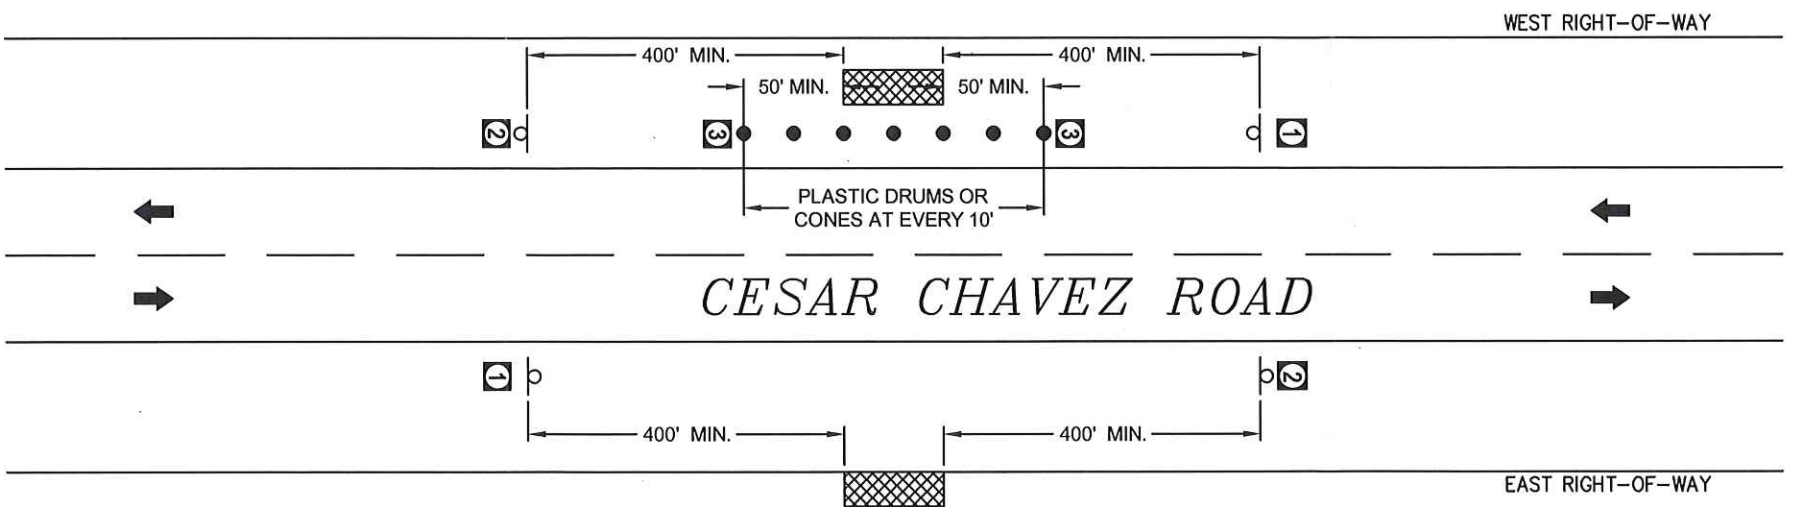 WEST RIGHT-OF-WAY
400' MIN.
400' MIN.
50' MIN.
50' MIN.
2
3
3
1
PLASTIC DRUMS OR
CONES AT EVERY 10'
CESAR CHAVEZ ROAD
1
2
400' MIN.
400' MIN.
EAST RIGHT-OF-WAY